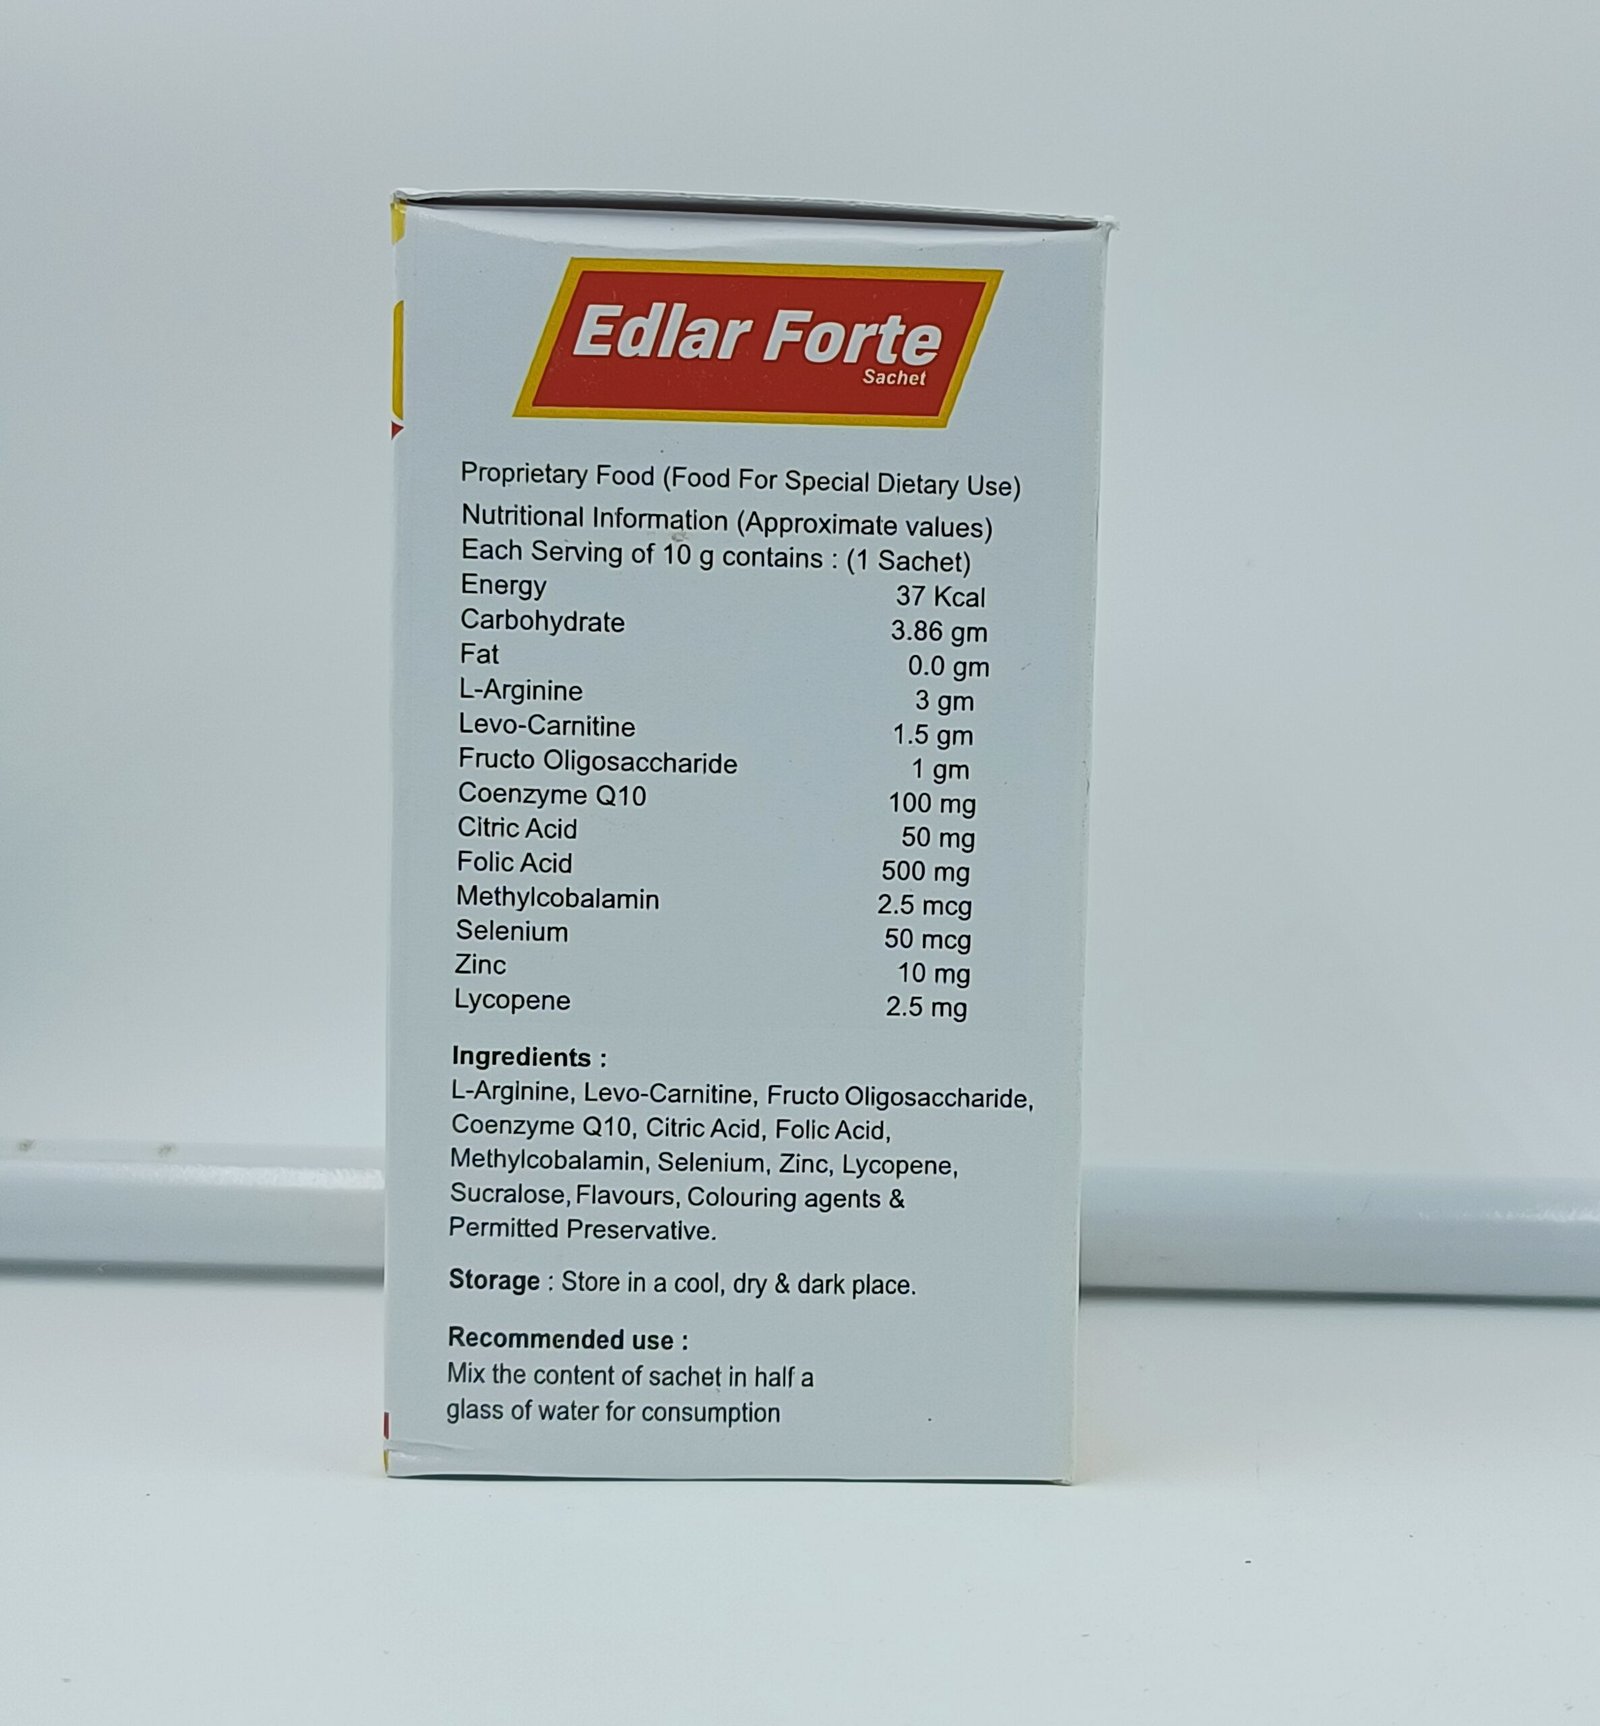 Edlar Forte
Sachet
Proprietary Food (Food For Special Dietary Use)
Nutritional Information (Approximate values)
Each Serving of 10 g contains : (1 Sachet)
Energy 37 Kcal
Carbohydrate 3.86 gm
Fat 0.0 gm
L-Arginine 3 gm
Levo-Carnitine 1.5 gm
Fructo Oligosaccharide 1 gm
Coenzyme Q10 100 mg
Citric Acid 50 mg
Folic Acid 500 mg
Methylcobalamin 2.5 mcg
Selenium 50 mcg
Zinc 10 mg
Lycopene 2.5 mg
Ingredients :
L-Arginine, Levo-Carnitine, Fructo Oligosaccharide,
Coenzyme Q10, Citric Acid, Folic Acid,
Methylcobalamin, Selenium, Zinc, Lycopene,
Sucralose, Flavours, Colouring agents &
Permitted Preservative.
Storage : Store in a cool, dry & dark place.
Recommended use :
Mix the content of sachet in half a
glass of water for consumption